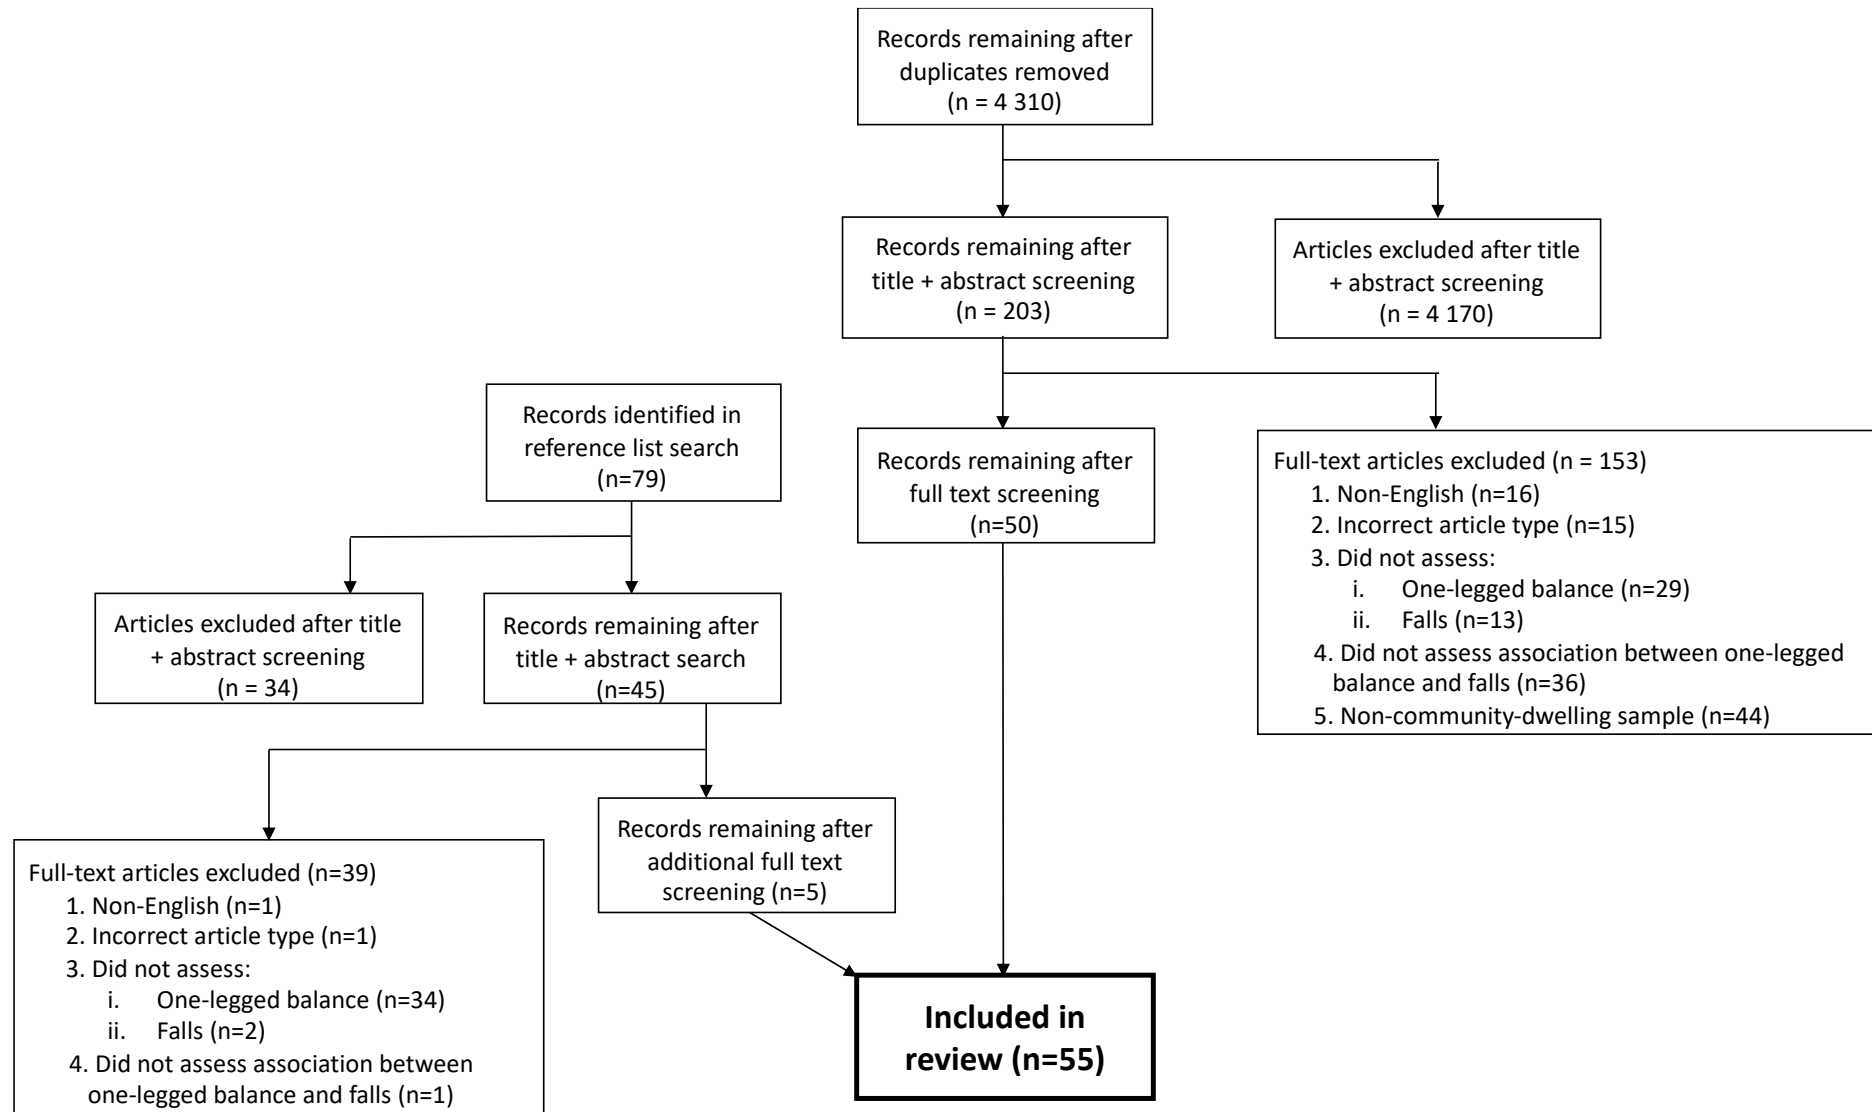 Records remaining after
duplicates removed
(n = 4 310)
Records remaining after
title + abstract screening
(n = 203)
Articles excluded after title
+ abstract screening
(n = 4 170)
Records identified in
reference list search
(n=79)
Records remaining after
full text screening
(n=50)
Full-text articles excluded (n = 153)
1. Non-English (n=16)
2. Incorrect article type (n=15)
3. Did not assess:
i. One-legged balance (n=29)
ii. Falls (n=13)
4. Did not assess association between one-legged
balance and falls (n=36)
5. Non-community-dwelling sample (n=44)
Articles excluded after title
+ abstract screening
(n = 34)
Records remaining after
title + abstract search
(n=45)
Records remaining after
additional full text
screening (n=5)
Full-text articles excluded (n=39)
1. Non-English (n=1)
2. Incorrect article type (n=1)
3. Did not assess:
i. One-legged balance (n=34)
ii. Falls (n=2)
4. Did not assess association between
one-legged balance and falls (n=1)
Included in
review (n=55)